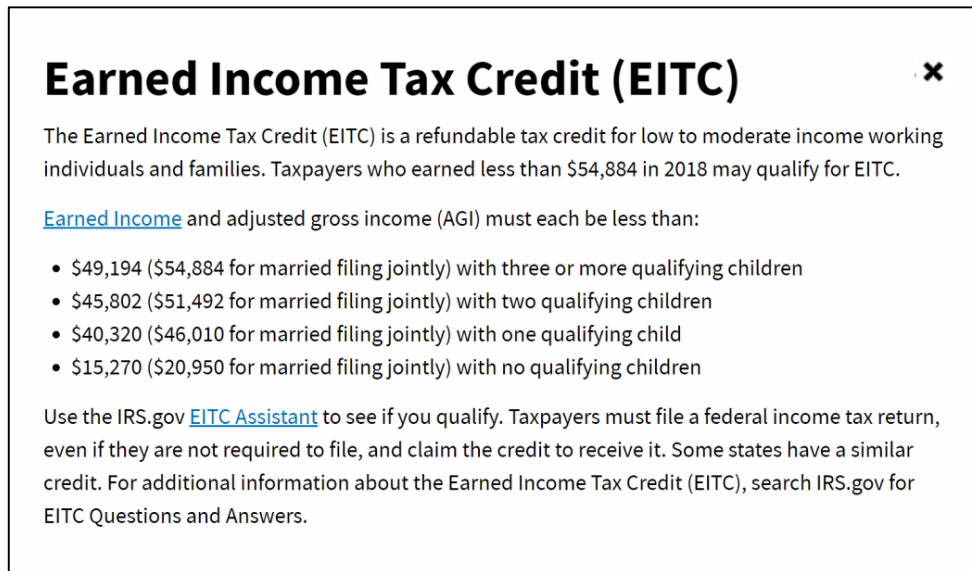 Earned Income Tax Credit (EITC)
The Earned Income Tax Credit (EITC) is a refundable tax credit for low to moderate income working
individuals and families. Taxpayers who earned less than $54,884 in 2018 may qualify for EITC.
Earned Income and adjusted gross income (AGI) must each be less than:
• $49,194 ($54,884 for married filing jointly) with three or more qualifying children
• $45,802 ($51,492 for married filing jointly) with two qualifying children
• $40,320 ($46,010 for married filing jointly) with one qualifying child
• $15,270 ($20,950 for married filing jointly) with no qualifying children
Use the IRS.gov EITC Assistant to see if you qualify. Taxpayers must file a federal income tax return,
even if they are not required to file, and claim the credit to receive it. Some states have a similar
credit. For additional information about the Earned Income Tax Credit (EITC), search IRS.gov for
EITC Questions and Answers.